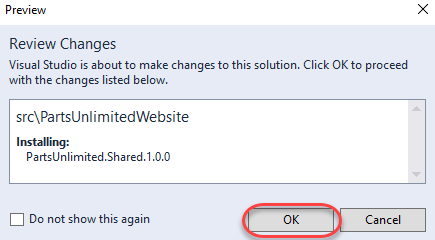 Preview
Review Changes
Visual Studio is about to make changes to this solution. Click OK to proceed
with the changes listed below.
src\PartsUnlimitedWebsite
Installing:
PartsUnlimited.Shared.1.0.0
Do not show this again
OK
Cancel